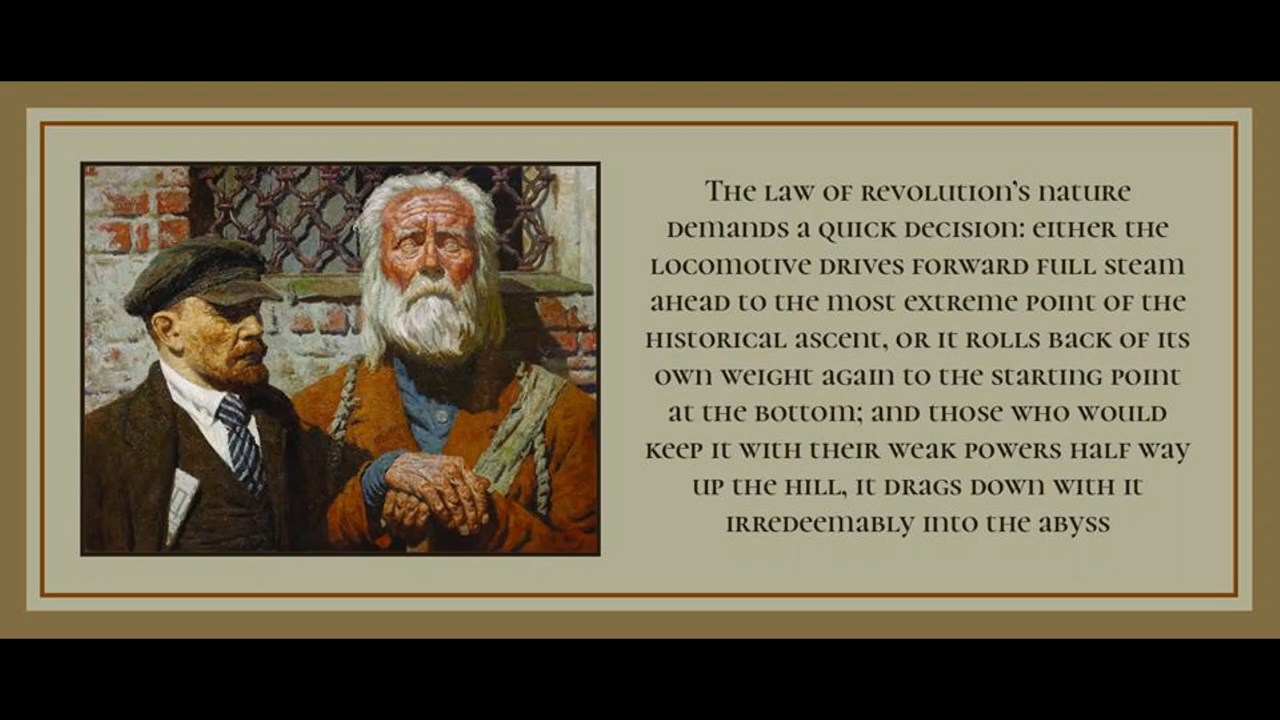 The law of revolution's nature
demands a quick decision: either the
locomotive drives forward full steam
ahead to the most extreme point of the
historical ascent, or it rolls back of its
own weight again to the starting point
at the bottom; and those who would
keep it with their weak powers half way
up the hill, it drags down with it
irredeemably into the abyss